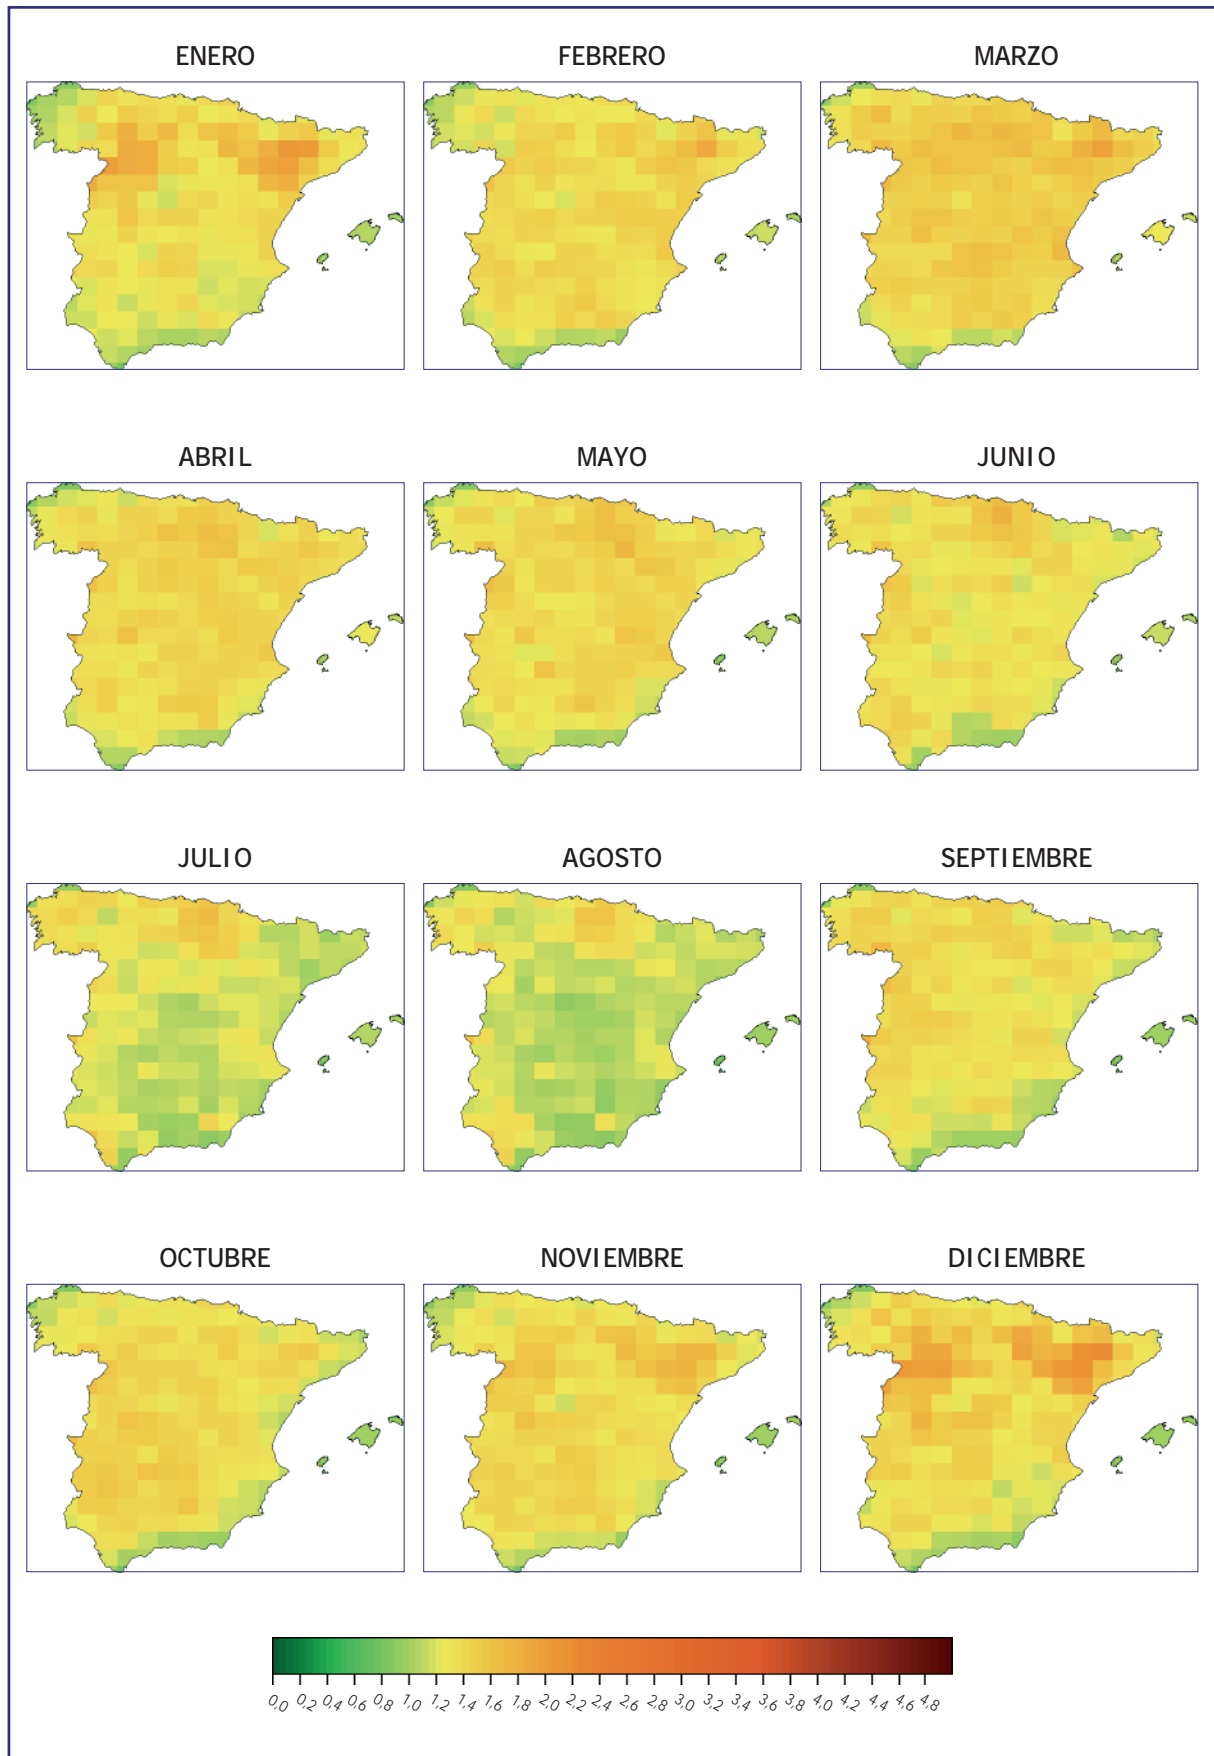 ENERO FEBRERO MARZO
ABRIL MAYO JUNIO
JULIO AGOSTO SEPTIEMBRE
OCTUBRE NOVIEMBRE DICIEMBRE
0,0 0,2 0,4 0,6 0,8 1,0 1,2 1,4 1,6 1,8 2,0 2,2 2,4 2,6 2,8 3,0 3,2 3,4 3,6 3,8 4,0 4,2 4,4 4,6 4,8